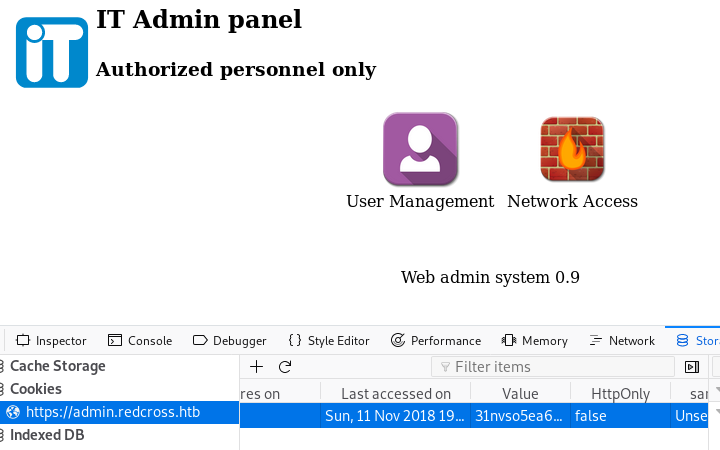 iT
IT Admin panel
Authorized personnel only
User Management Network Access
Web admin system 0.9
Inspector Console Debugger { } Style Editor Performance Memory Network Stor
Cache Storage
Filter items
Cookies
res on Last accessed on Value HttpOnly sar
https://admin.redcross.htb
Sun, 11 Nov 2018 19... 31nvso5ea6... false Unse
Indexed DB